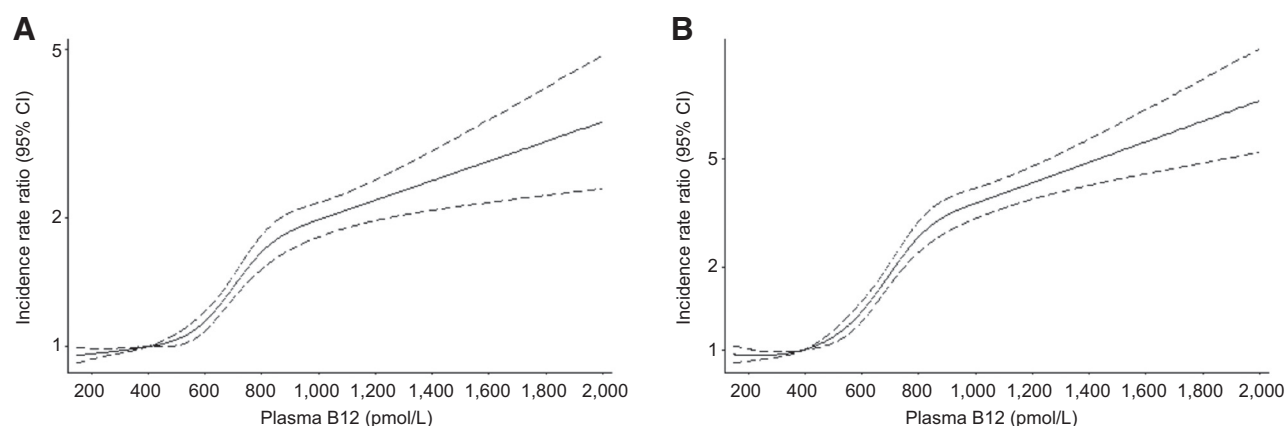 A
Incidence rate ratio (95% CI)
5
2
1
200 400 600 800 1,000 1,200 1,400 1,600 1,800 2,000
Plasma B12 (pmol/L)
B
Incidence rate ratio (95% CI)
5
2
1
200 400 600 800 1,000 1,200 1,400 1,600 1,800 2,000
Plasma B12 (pmol/L)